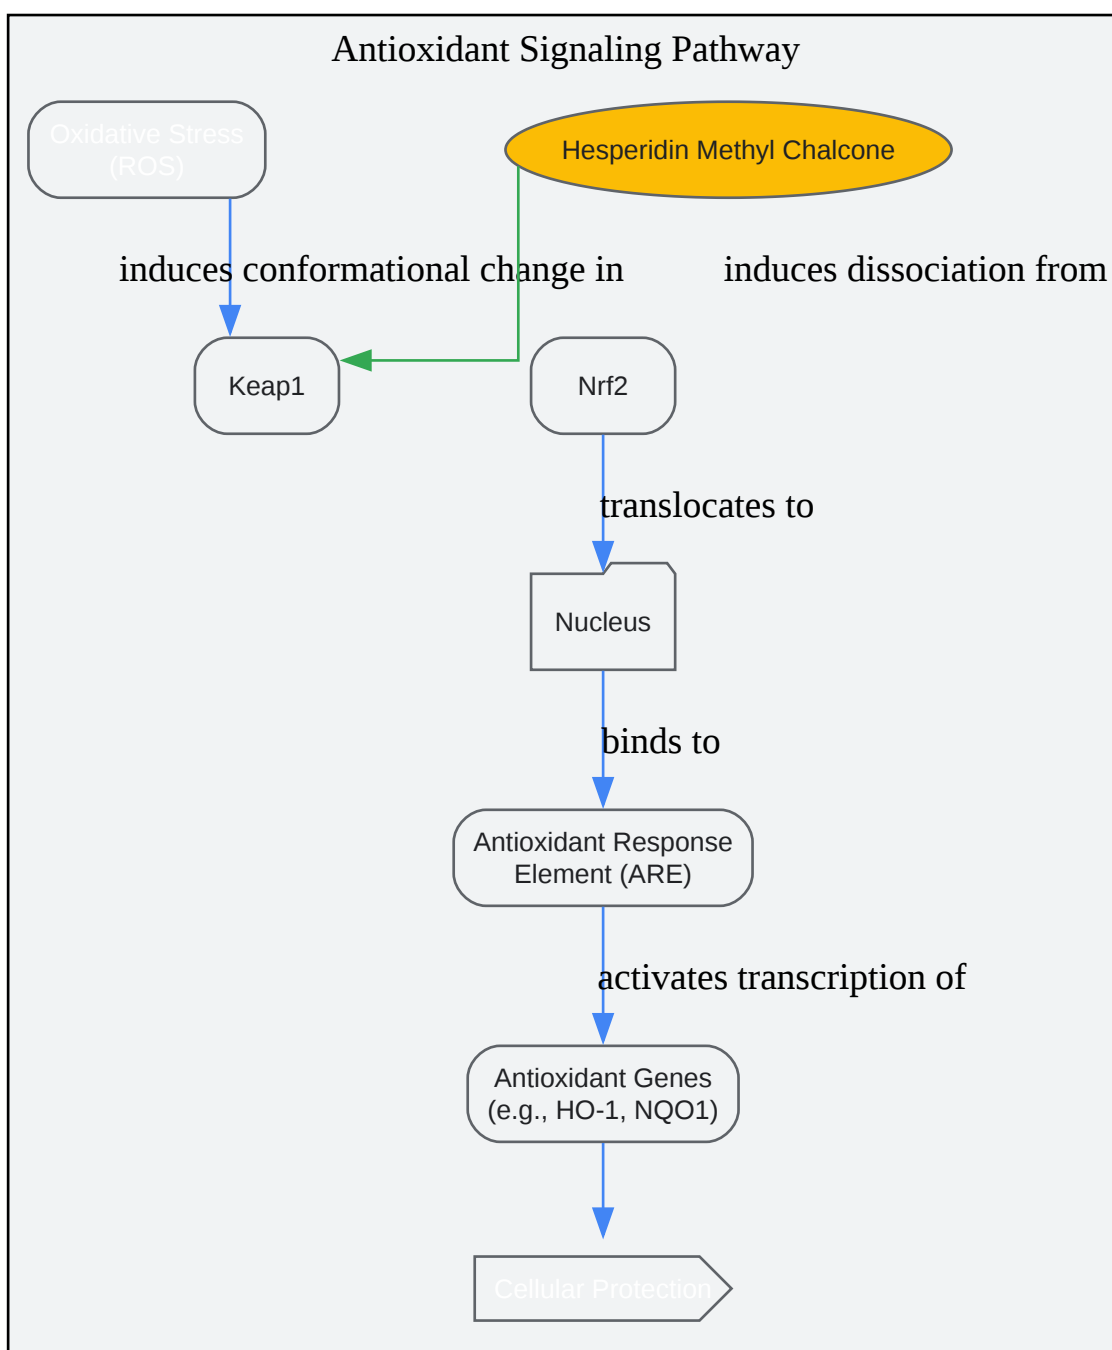 Antioxidant Signaling Pathway
Oxidative Stress
(ROS)
Hesperidin Methyl Chalcone
induces conformational change in
induces dissociation from
Keap1
Nrf2
translocates to
Nucleus
binds to
Antioxidant Response
Element (ARE)
activates transcription of
Antioxidant Genes
(e.g., HO-1, NQO1)
Cellular Protection